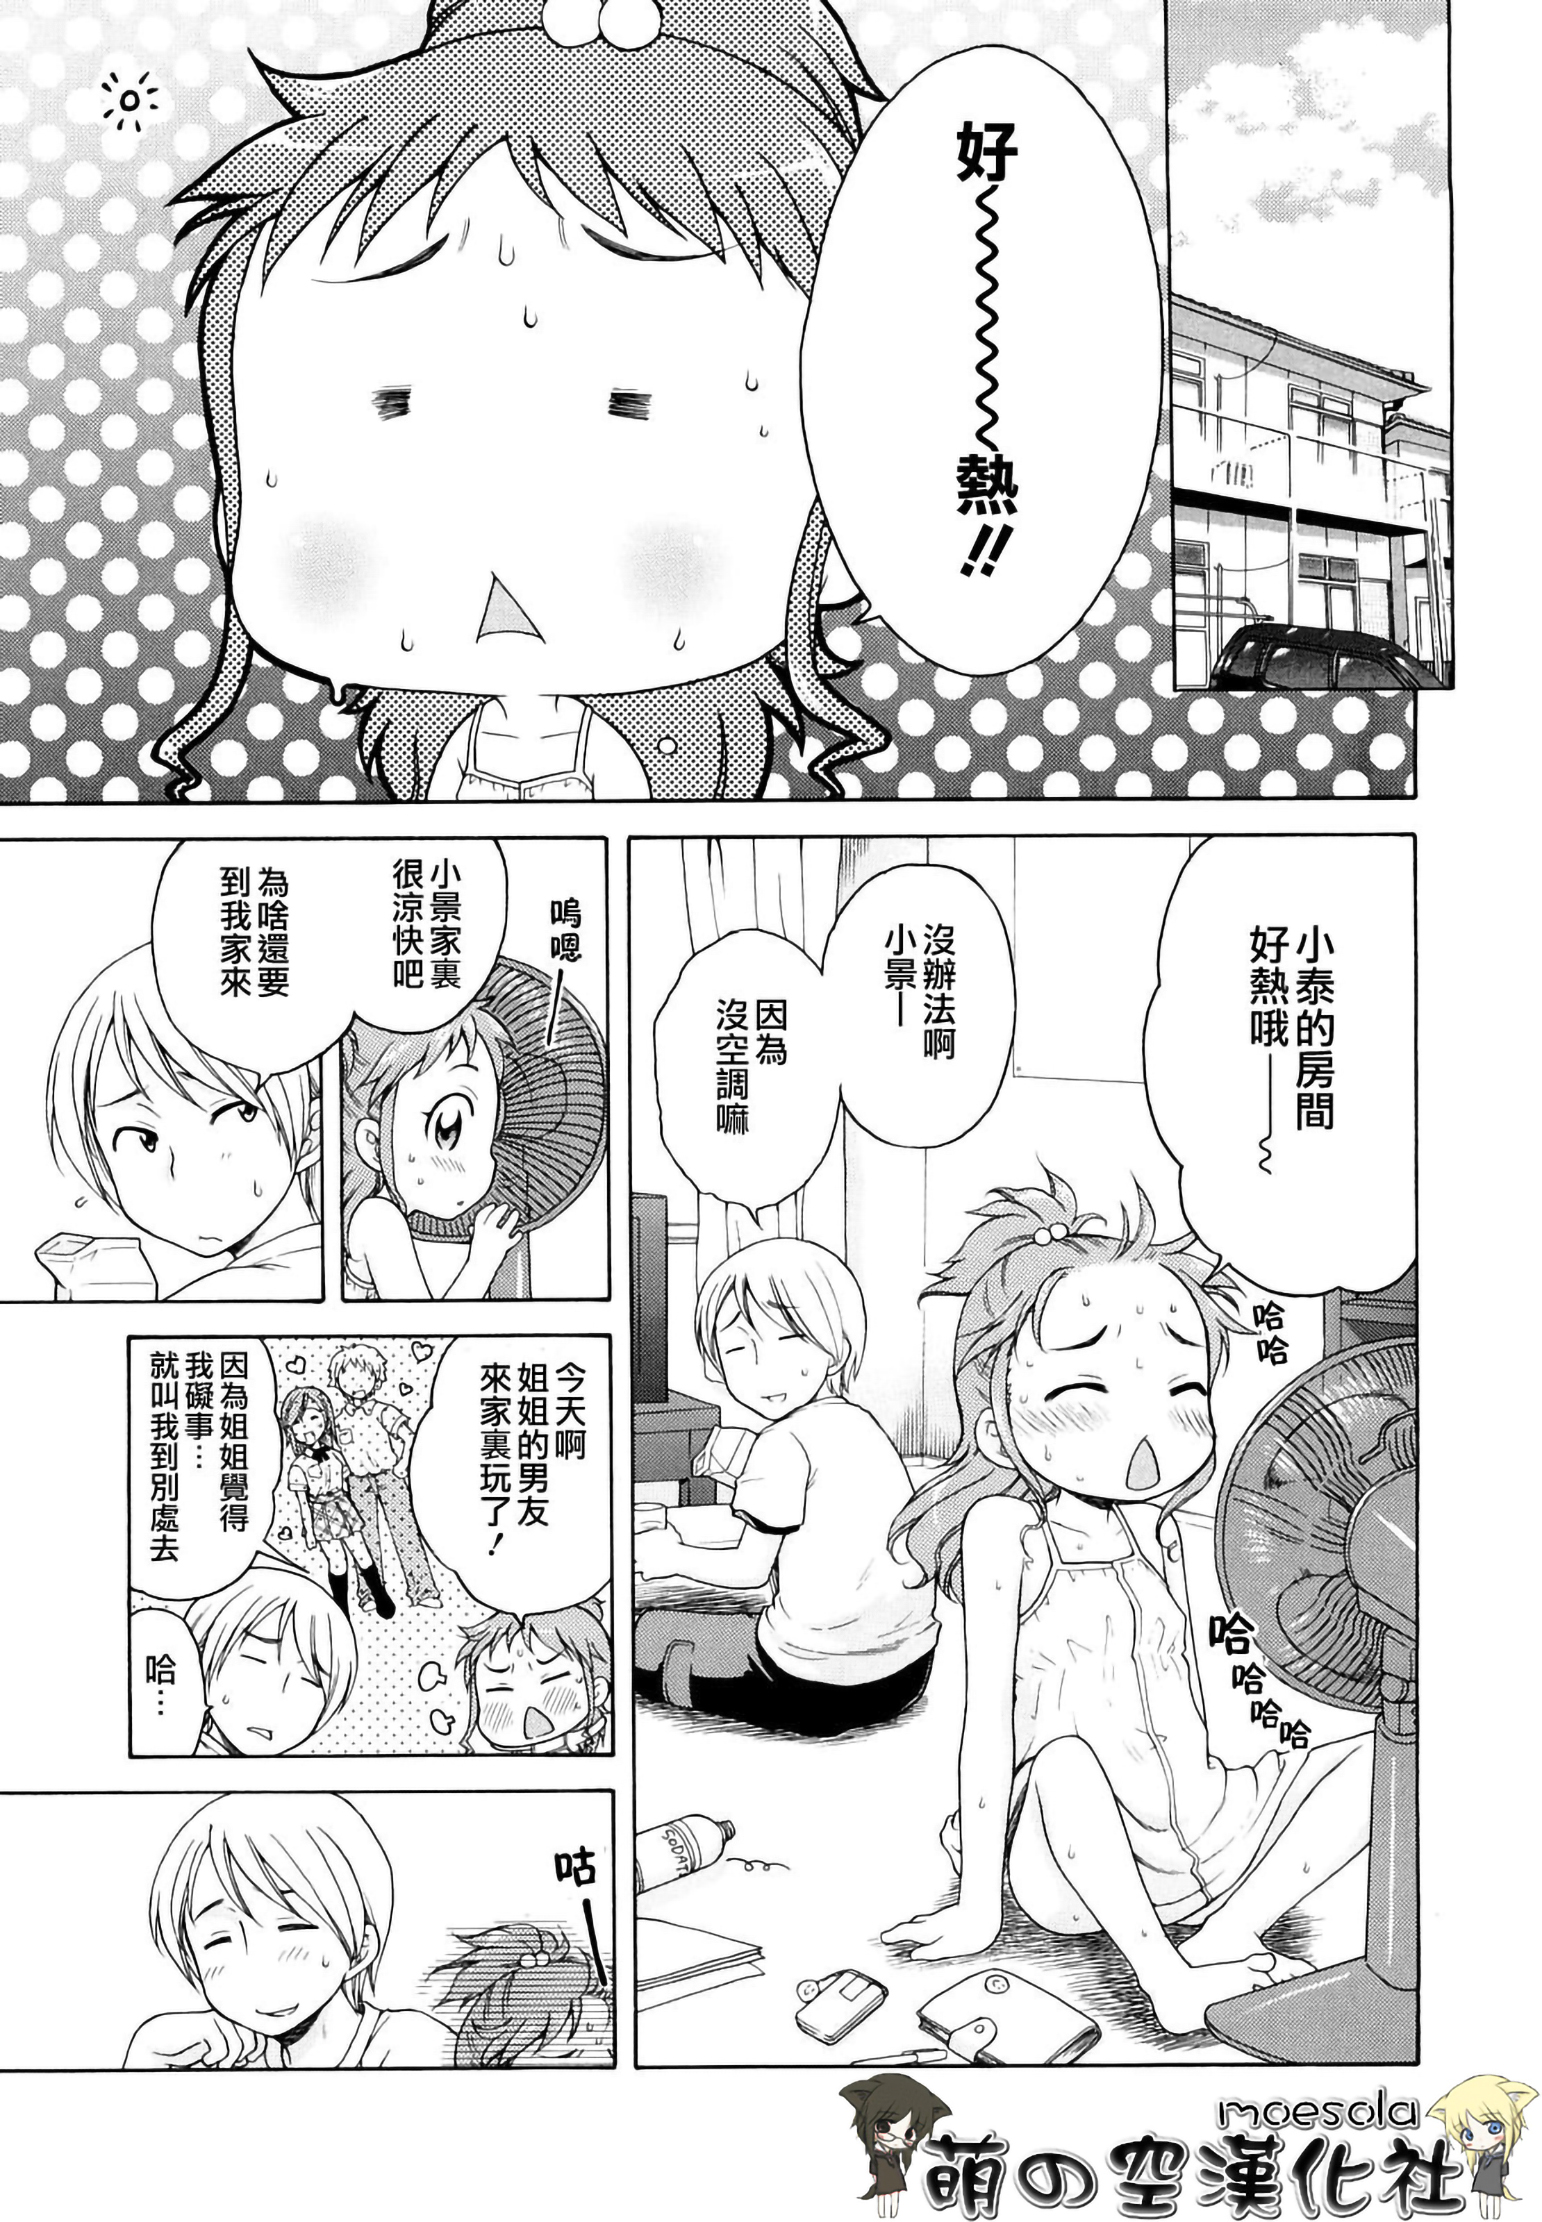 好～～～～熱!!
小泰的房間
好熱哦——
沒辦法啊
小景—
因為
沒空調嘛
哈哈
哈哈哈哈
SODATE
嗚嗯—
小景家裏
很涼快吧
為啥還要
到我家來
今天啊
姐姐的男友
來家裏玩了!
因為姐姐覺得
我礙事…
就叫我到別處去
哈…
咕—
moesola
萌の空漢化社